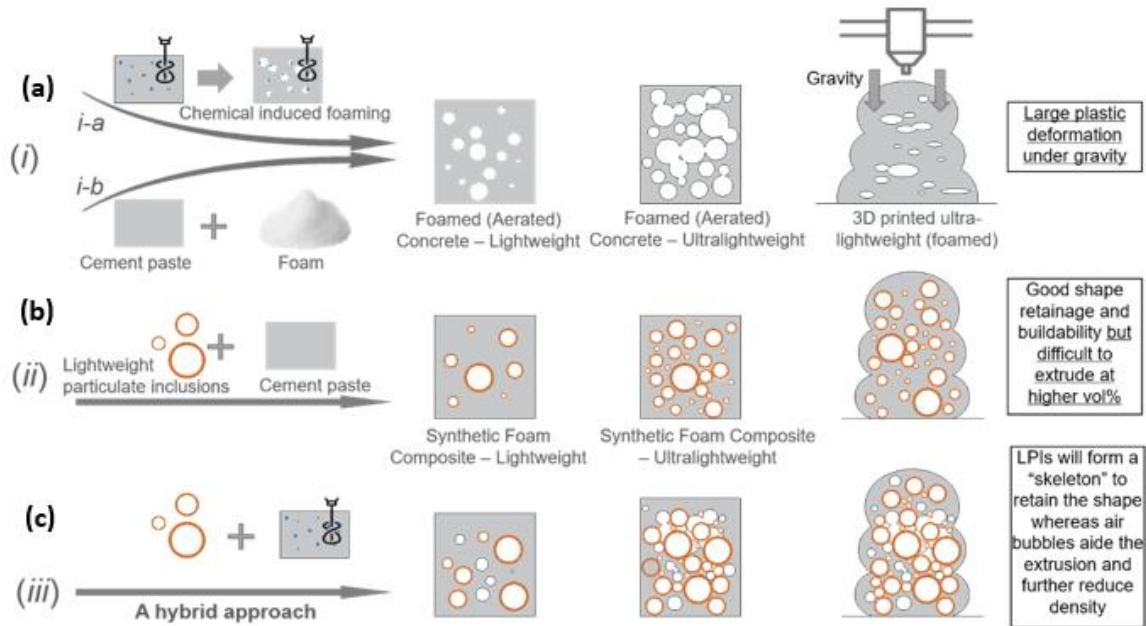 (a)
i-a
(i)
i-b
Chemical induced foaming
Cement paste
Foam
Foamed (Aerated)
Concrete – Lightweight
Foamed (Aerated)
Concrete – Ultralightweight
Gravity
3D printed ultra-
lightweight (foamed)
Large plastic
deformation
under gravity
(b)
(ii)
Lightweight
particulate inclusions
Cement paste
Synthetic Foam
Composite – Lightweight
Synthetic Foam Composite
– Ultralightweight
Good shape
retainage and
buildability but
difficult to
extrude at
higher vol%
(c)
(iii)
A hybrid approach
LPIs will form a
“skeleton” to
retain the shape
whereas air
bubbles aide the
extrusion and
further reduce
density